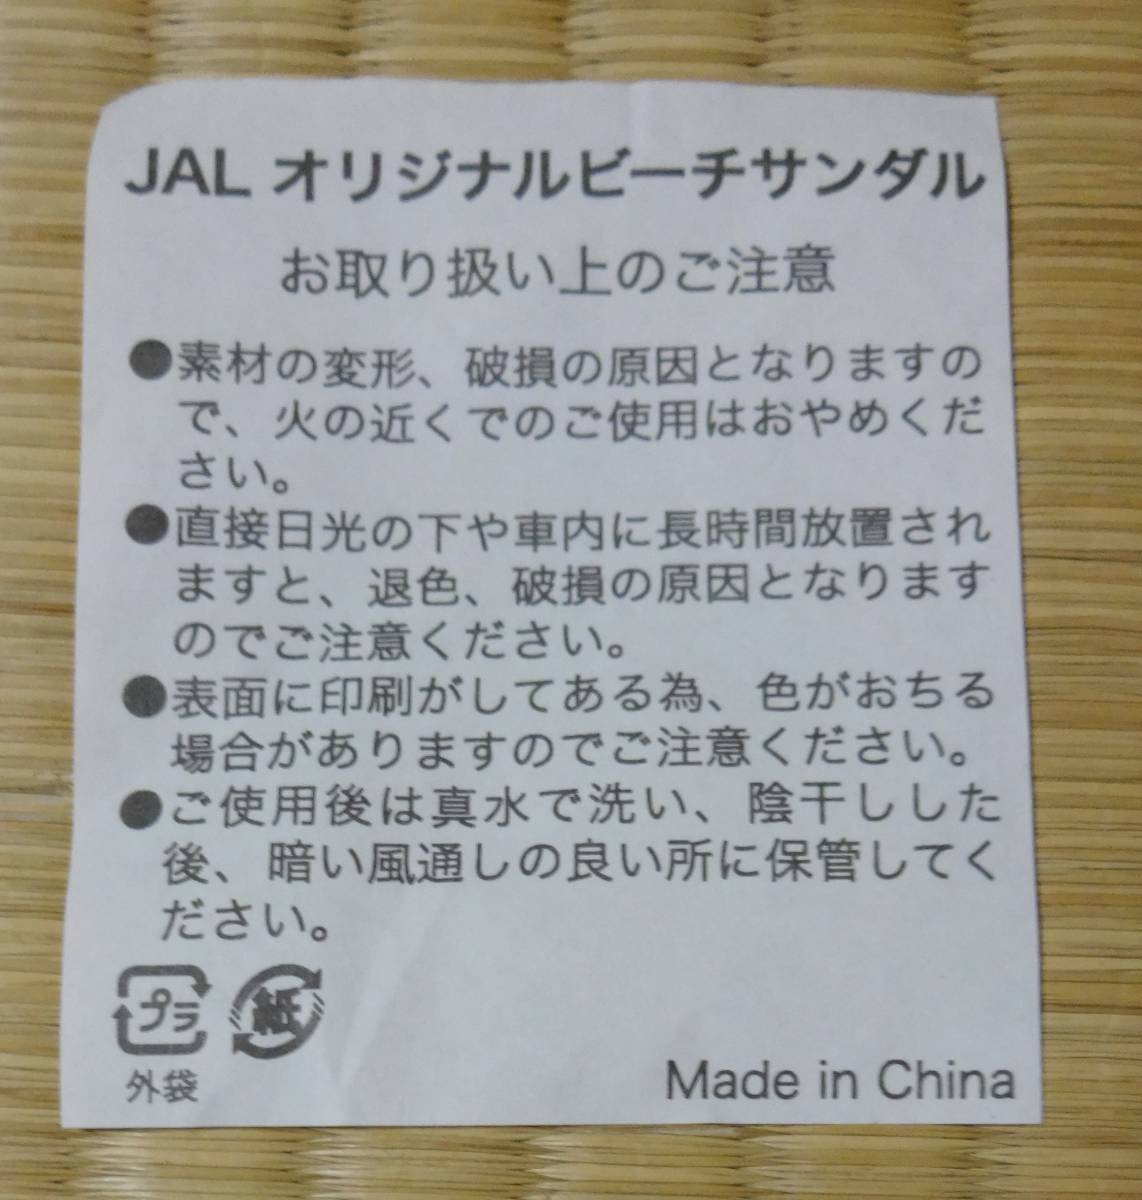 JAL オリジナルビーチサンダル
お取り扱い上のご注意
●素材の変形、破損の原因となりますの
で、火の近くでのご使用はおやめくだ
さい。
●直接日光の下や車内に長時間放置され
ますと、退色、破損の原因となります
のでご注意ください。
●表面に印刷がしてある為、色がおちる
場合がありますのでご注意ください。
●ご使用後は真水で洗い、陰干しした
後、暗い風通しの良い所に保管してく
ださい。
プラ 紙
外袋
Made in China